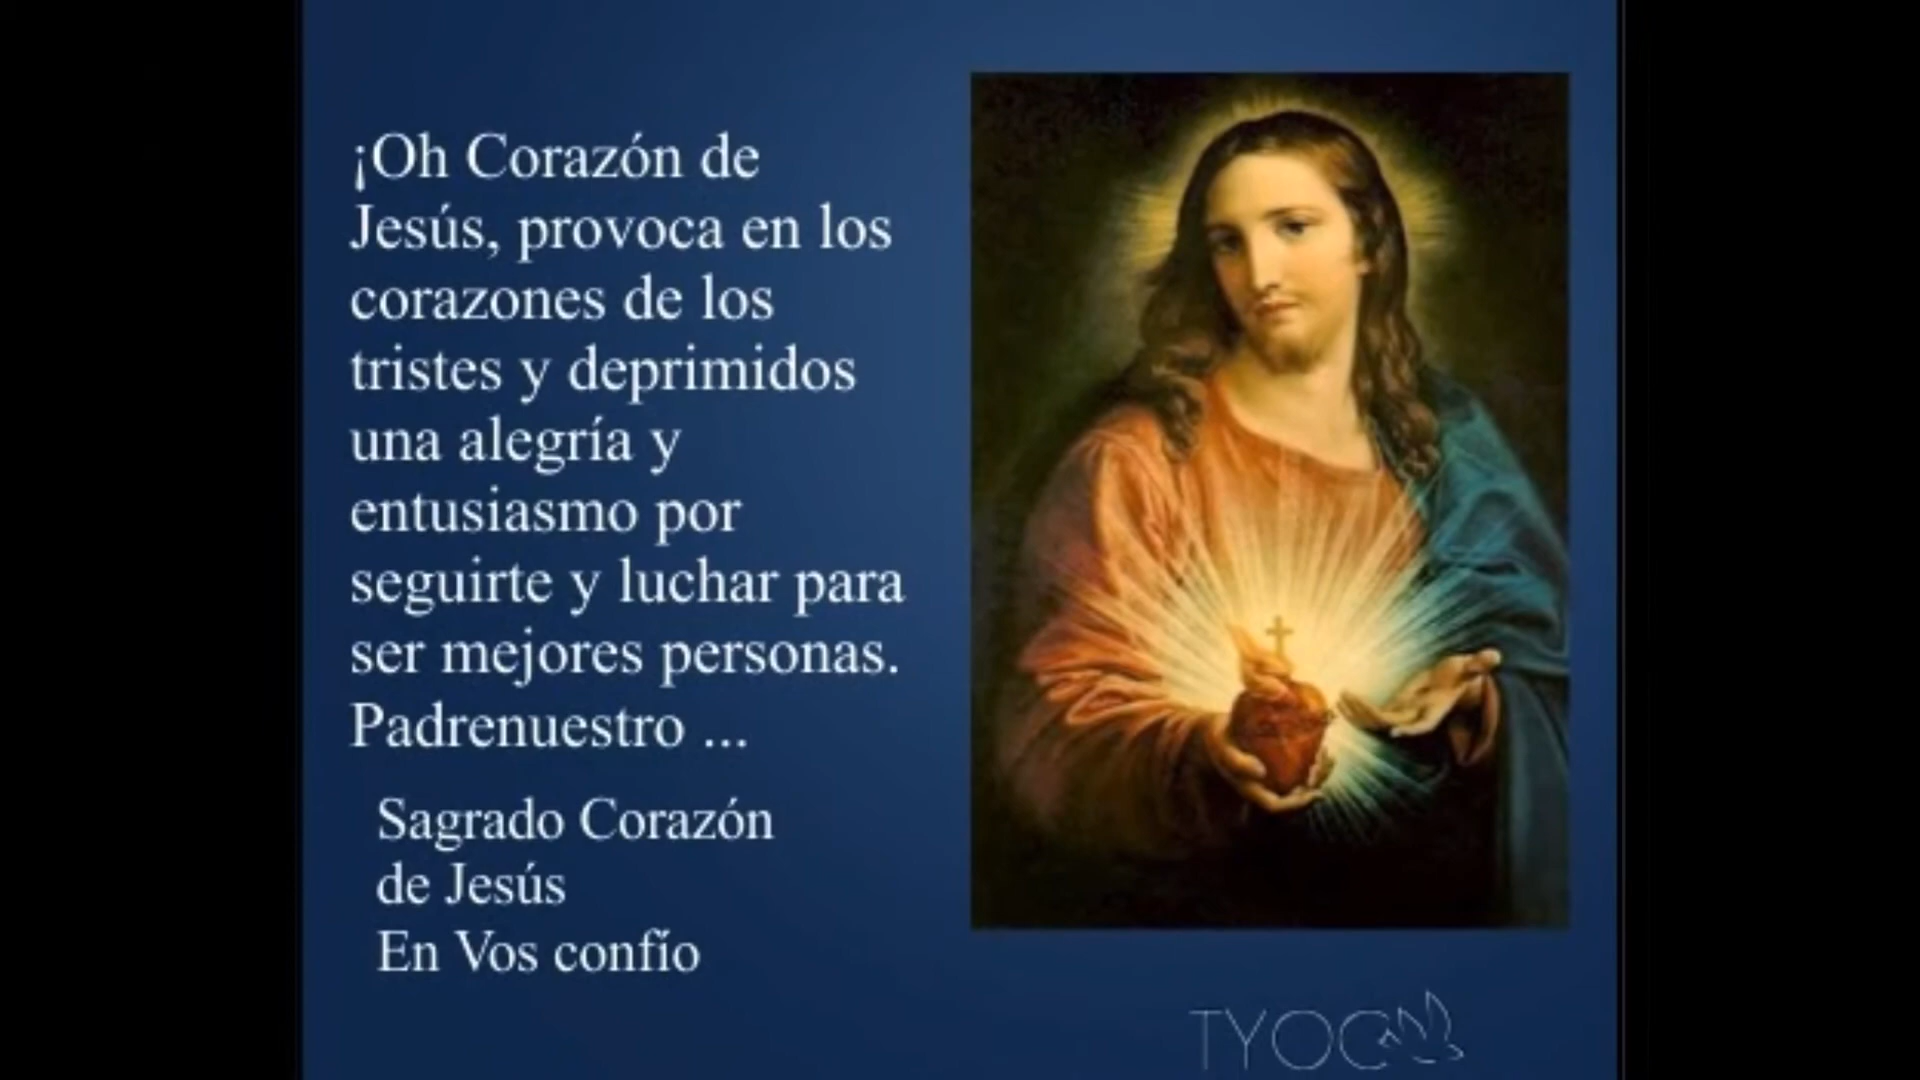 ¡Oh Corazón de
Jesús, provoca en los
corazones de los
tristes y deprimidos
una alegría y
entusiasmo por
seguirte y luchar para
ser mejores personas.
Padrenuestro ...
Sagrado Corazón
de Jesús
En Vos confío
TYOC